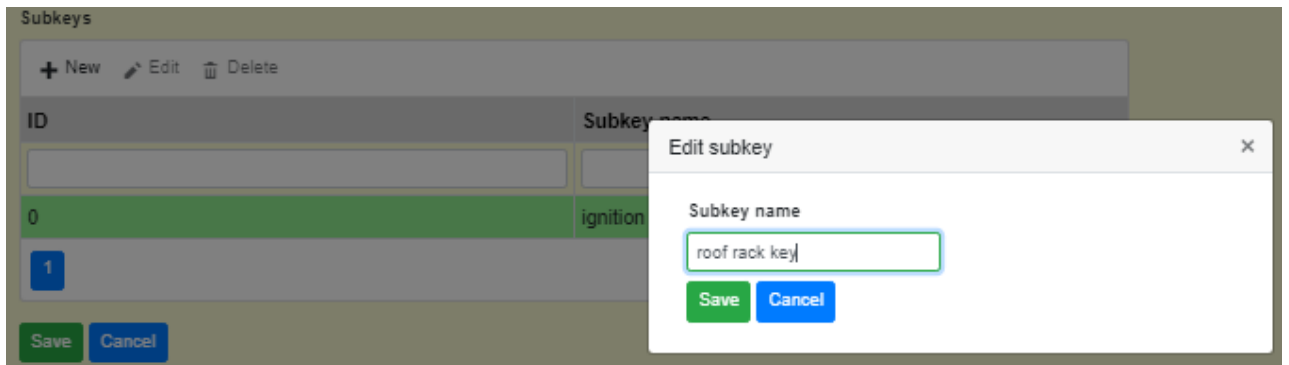 Subkeys
New Edit Delete
ID Subkey name
0 ignition
1
Save Cancel
Edit subkey ×
Subkey name
roof rack key
Save Cancel